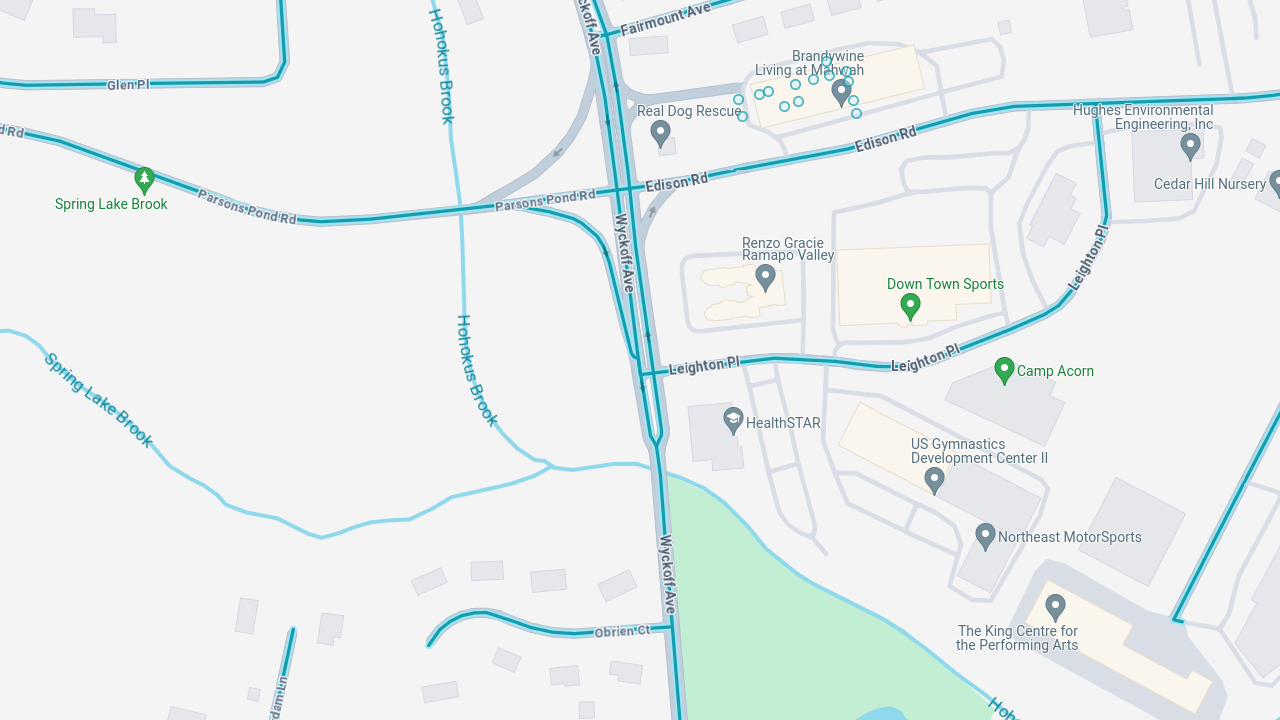 Wyckoff Ave
Fairmount Ave
Hohokus Brook
Glen Pl
Brandywine
Living at Mahwah
Real Dog Rescue
Hughes Environmental
Engineering, Inc
d Rd
Edison Rd
Edison Rd
Parsons Pond Rd
Parsons Pond Rd
Spring Lake Brook
Cedar Hill Nursery
Wyckoff Ave
Renzo Gracie
Ramapo Valley
Leighton Pl
Down Town Sports
Hohokus Brook
Spring Lake Brook
Leighton Pl
Leighton Pl
Camp Acorn
HealthSTAR
US Gymnastics
Development Center II
Northeast MotorSports
Wyckoff Ave
Obrien Ct
The King Centre for
the Performing Arts
dam Ln
Hoho